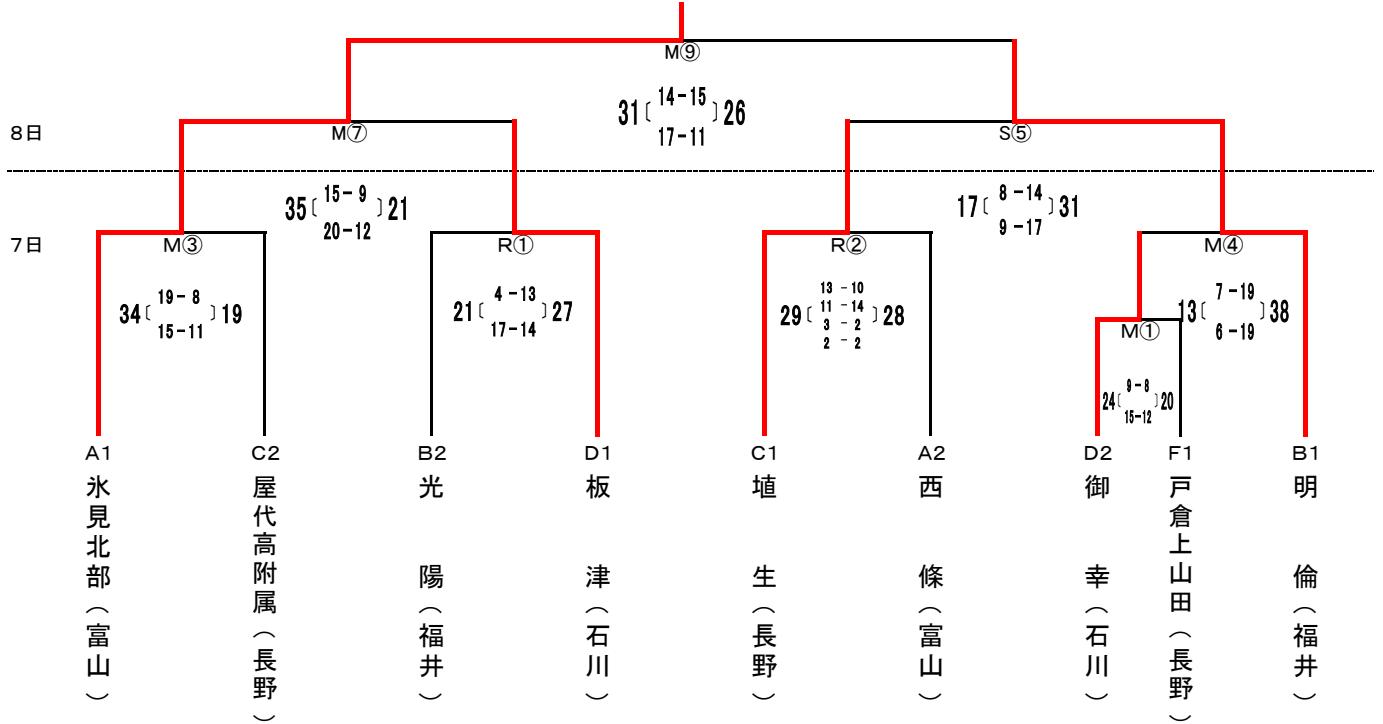 M⑨
31〔14-15 17-11〕26
8日
M⑦
S⑤
35〔15-9 20-12〕21
17〔8-14 9-17〕31
7日
M③
R①
R②
M④
34〔19-8 15-11〕19
21〔4-13 17-14〕27
29〔13-10 11-14 3-2 2-2〕28
13〔7-19 6-19〕38
M①
24〔9-8 15-12〕20
A1
C2
B2
D1
C1
A2
D2
F1
B1
氷見北部(富山)
屋代高附属(長野)
光陽(福井)
板津(石川)
埴生(長野)
西條(富山)
御幸(石川)
戸倉上山田(長野)
明倫(福井)